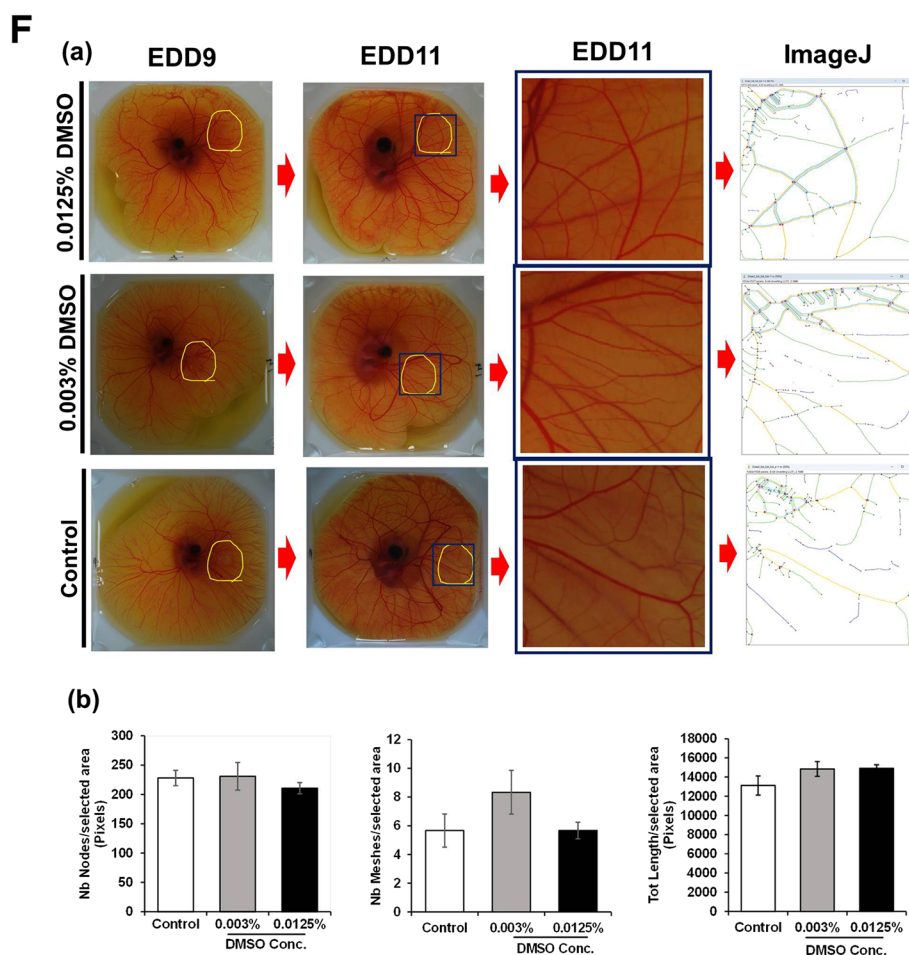 F
(a)
EDD9
EDD11
EDD11
ImageJ
0.0125% DMSO
0.003% DMSO
Control
(b)
Nb Nodes/selected area
(Pixels)
300
250
200
150
100
50
0
Control
0.003%
0.0125%
DMSO Conc.
Nb Meshes/selected area
12
10
8
6
4
2
0
Control
0.003%
0.0125%
DMSO Conc.
Tot Length/selected area
(Pixels)
18000
16000
14000
12000
10000
8000
6000
4000
2000
0
Control
0.003%
0.0125%
DMSO Conc.